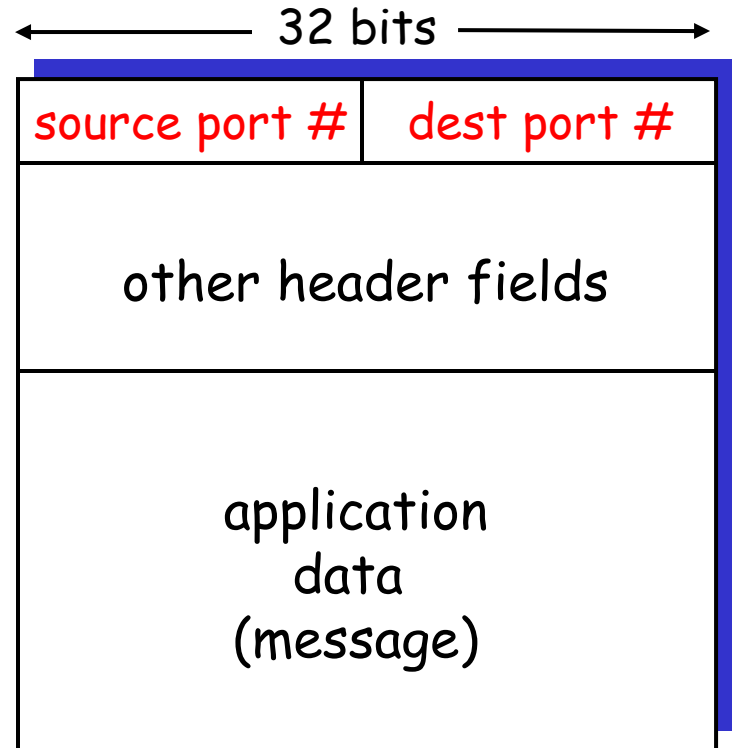 32 bits
source port # dest port #
other header fields
application
data
(message)